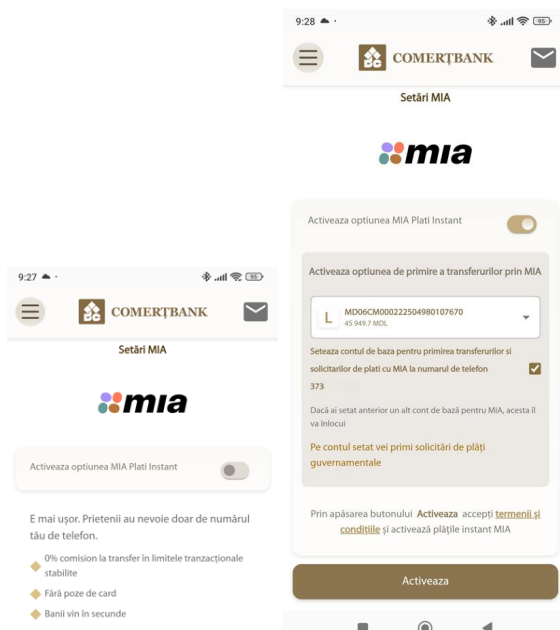 9:27
95
COMERȚBANK
Setări MIA
mia
Activeaza optiunea MIA Plati Instant
E mai ușor. Prietenii au nevoie doar de numărul
tău de telefon.
0% comision la transfer în limitele tranzacționale
stabilite
Fără poze de card
Banii vin în secunde
9:28
95
COMERȚBANK
Setări MIA
mia
Activeaza optiunea MIA Plati Instant
Activeaza optiunea de primire a transferurilor prin MIA
L
MD06CM000222504980107670
45 949.7 MDL
Seteaza contul de baza pentru primirea transferurilor si
solicitarilor de plati cu MIA la numarul de telefon
373
Dacă ai setat anterior un alt cont de bază pentru MIA, acesta îl
va înlocui
Pe contul setat vei primi solicitări de plăți
guvernamentale
Prin apăsarea butonului Activeaza accepți termenii și
condițiile și activează plățile instant MIA
Activeaza